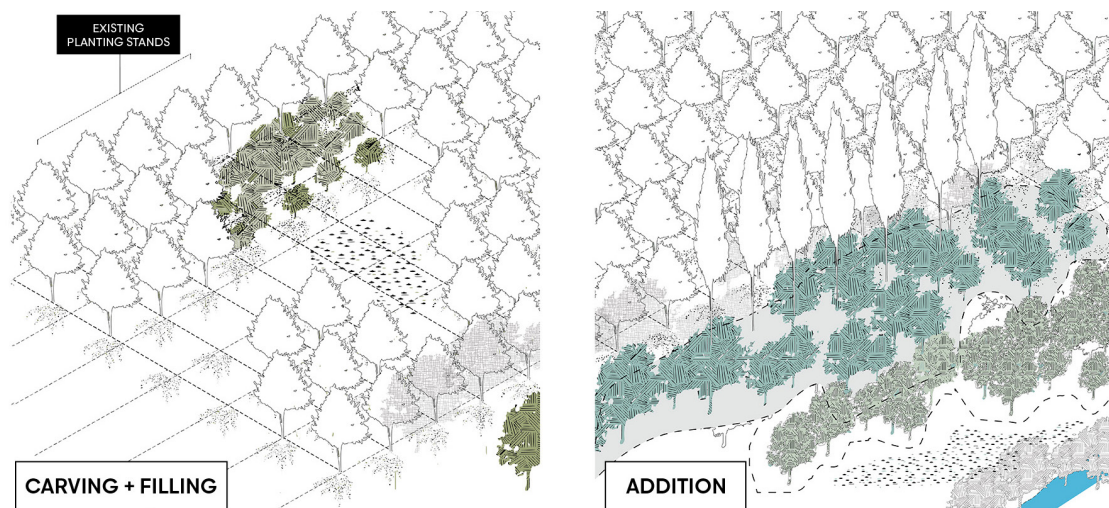 EXISTING
PLANTING STANDS
CARVING + FILLING
ADDITION